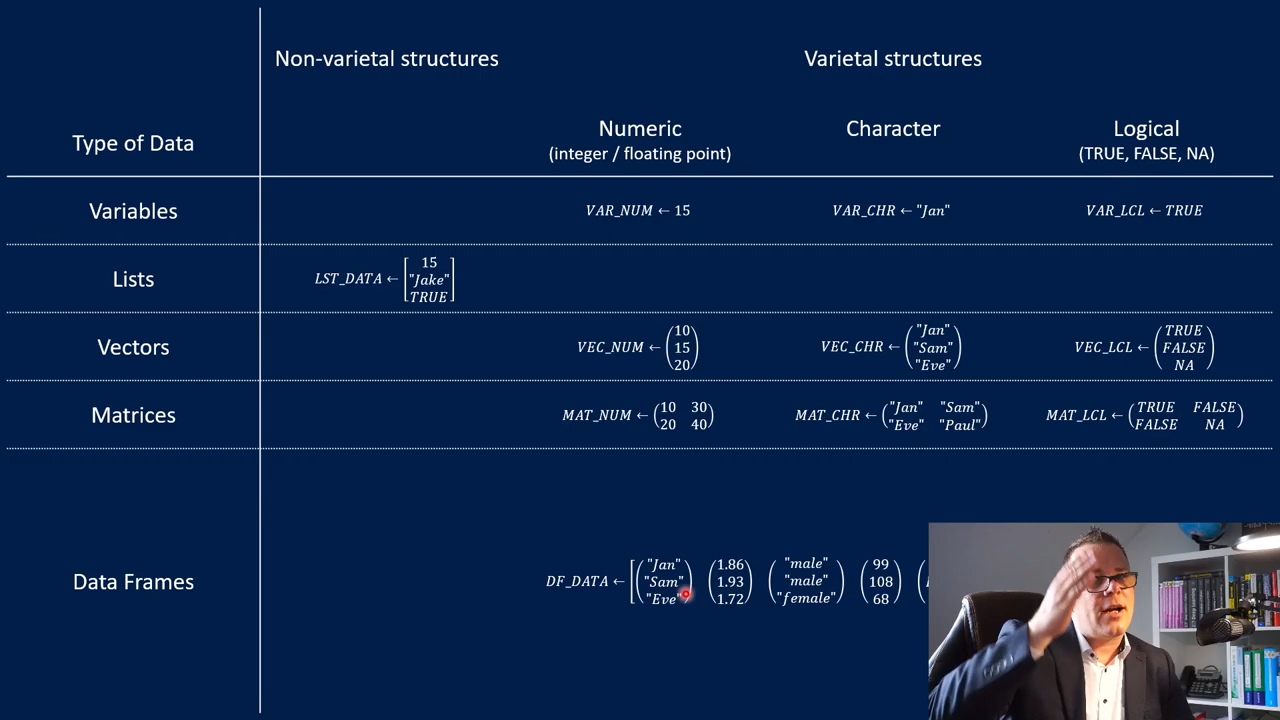 Non-varietal structures
Varietal structures
Type of Data
Numeric
(integer / floating point)
Character
Logical
(TRUE, FALSE, NA)
Variables
VAR_NUM ← 15
VAR_CHR ← "Jan"
VAR_LCL ← TRUE
Lists
LST_DATA ← [15
"Jake"
TRUE]
Vectors
VEC_NUM ← (10
15
20)
VEC_CHR ← ("Jan"
"Sam"
"Eve")
VEC_LCL ← (TRUE
FALSE
NA)
Matrices
MAT_NUM ← (10 30
20 40)
MAT_CHR ← ("Jan" "Sam"
"Eve" "Paul")
MAT_LCL ← (TRUE FALSE
FALSE NA)
Data Frames
DF_DATA ← [("Jan"
"Sam"
"Eve")
(1.86
1.93
1.72)
("male"
"male"
"female")
(99
108
68)
(